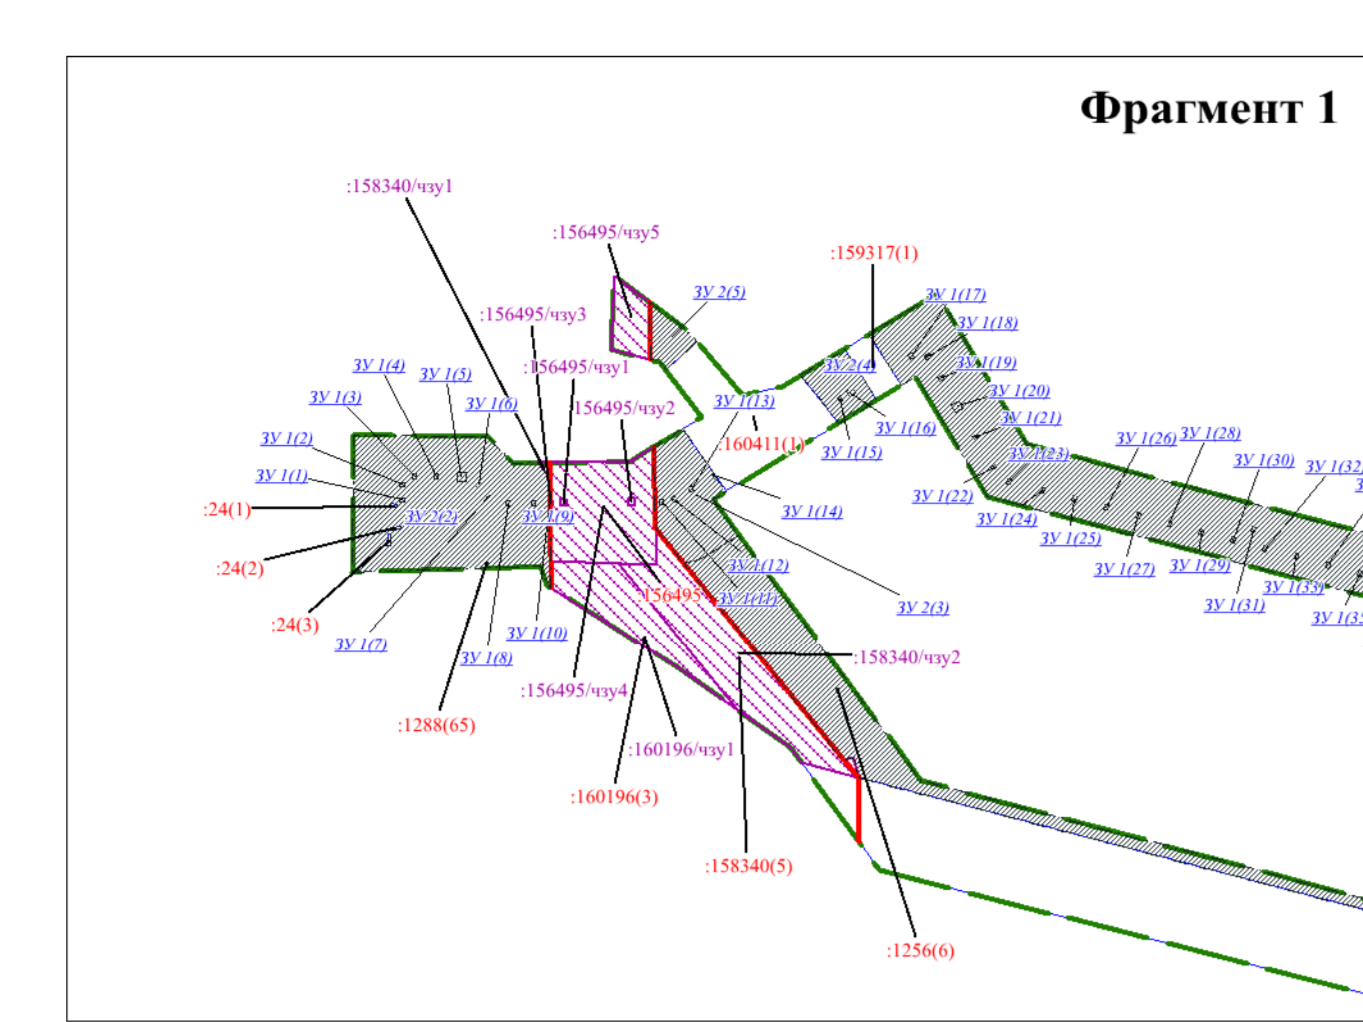 Фрагмент 1
:158340/чзу1
:156495/чзу5
:159317(1)
ЗУ 2(5)
ЗУ 1(17)
:156495/чзу3
ЗУ 1(18)
ЗУ 1(4)
ЗУ 1(5)
:156495/чзу1
ЗУ 2(4)
ЗУ 1(19)
ЗУ 1(3)
ЗУ 1(6)
156495/чзу2
ЗУ 1(13)
ЗУ 1(20)
ЗУ 1(21)
ЗУ 1(2)
:160411(1)
ЗУ 1(16)
ЗУ 1(26)
ЗУ 1(28)
ЗУ 1(15)
ЗУ 1(23)
ЗУ 1(30)
ЗУ 1(32)
ЗУ 1(1)
ЗУ 1(22)
:24(1)
ЗУ 2(2)
ЗУ 1(9)
ЗУ 1(14)
ЗУ 1(24)
ЗУ 1(25)
:24(2)
ЗУ 1(12)
ЗУ 1(27)
ЗУ 1(29)
:156495
ЗУ 1(11)
ЗУ 1(33)
:24(3)
ЗУ 2(3)
ЗУ 1(31)
ЗУ 1(7)
ЗУ 1(10)
ЗУ 1(8)
:158340/чзу2
:156495/чзу4
:1288(65)
:160196/чзу1
:160196(3)
:158340(5)
:1256(6)